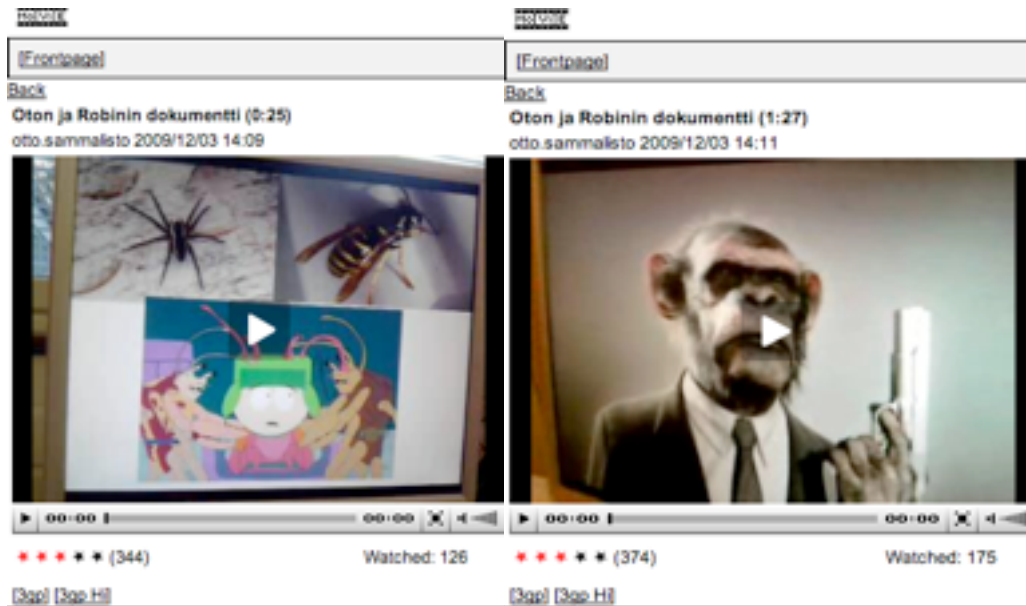 [Frontpage]
Back
Oton ja Robinin dokumentti (0:25)
otto.sammalisto 2009/12/03 14:09
00:00 00:00
(344) Watched: 126
[3gp] [3gp Hi]
[Frontpage]
Back
Oton ja Robinin dokumentti (1:27)
otto.sammalisto 2009/12/03 14:11
00:00 00:00
(374) Watched: 175
[3gp] [3gp Hi]